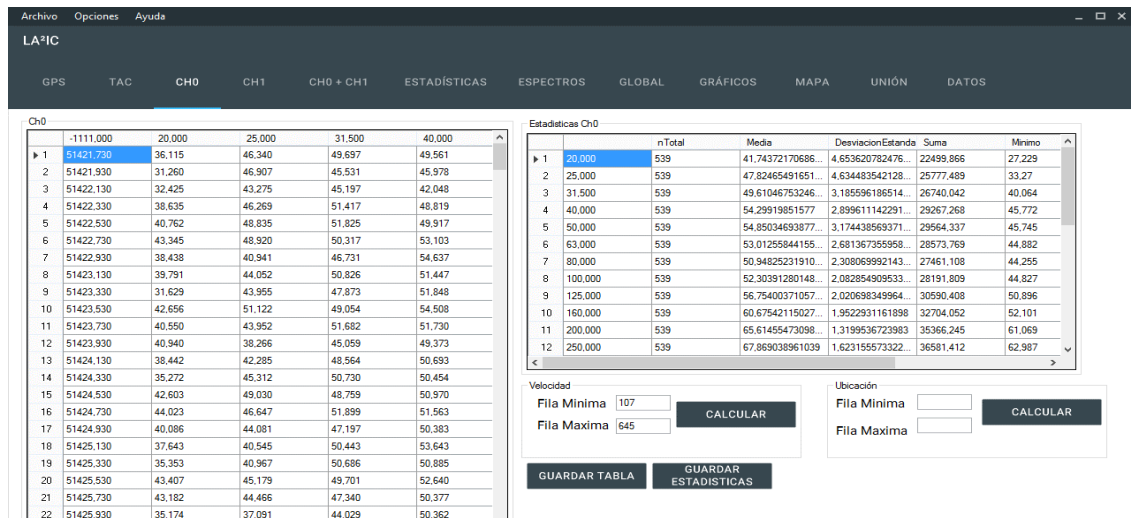 Archivo Opciones Ayuda
LA²IC
GPS TAC CH0 CH1 CH0 + CH1 ESTADÍSTICAS ESPECTROS GLOBAL GRÁFICOS MAPA UNIÓN DATOS
Ch0
-1111,000 20,000 25,000 31,500 40,000
1 51421,730 36,115 46,340 49,697 49,561
2 51421,930 31,260 46,907 45,531 45,978
3 51422,130 32,425 43,275 45,197 42,048
4 51422,330 38,635 46,269 51,417 48,819
5 51422,530 40,762 48,835 51,825 49,917
6 51422,730 43,345 48,920 50,317 53,103
7 51422,930 38,438 40,941 46,731 54,637
8 51423,130 39,791 44,052 50,826 51,447
9 51423,330 31,629 43,955 47,873 51,848
10 51423,530 42,656 51,122 49,054 54,508
11 51423,730 40,550 43,952 51,682 51,730
12 51423,930 40,940 38,266 45,059 49,373
13 51424,130 38,442 42,285 48,564 50,693
14 51424,330 35,272 45,312 50,730 50,454
15 51424,530 42,603 49,030 48,759 50,970
16 51424,730 44,023 46,647 51,899 51,563
17 51424,930 40,086 44,081 47,197 50,383
18 51425,130 37,643 40,545 50,443 53,643
19 51425,330 35,353 40,967 50,686 50,885
20 51425,530 43,407 45,179 49,701 52,640
21 51425,730 43,182 44,466 47,340 50,377
22 51425,930 35,174 37,091 44,029 50,362
Estadisticas Ch0
nTotal Media DesviacionEstanda Suma Minimo
1 20,000 539 41,74372170686... 4,653620782476... 22499,866 27,229
2 25,000 539 47,82465491651... 4,634483542128... 25777,489 33,27
3 31,500 539 49,61046753246... 3,185596186514... 26740,042 40,064
4 40,000 539 54,29919851577 2,899611142291... 29267,268 45,772
5 50,000 539 54,85034693877... 3,174438569371... 29564,337 45,745
6 63,000 539 53,01255844155... 2,681367355958... 28573,769 44,882
7 80,000 539 50,94825231910... 2,308069992143... 27461,108 44,255
8 100,000 539 52,30391280148... 2,082854909533... 28191,809 44,827
9 125,000 539 56,75400371057... 2,020698349964... 30590,408 50,896
10 160,000 539 60,67542115027... 1,9522931161898 32704,052 52,101
11 200,000 539 65,61455473098... 1,3199536723983 35366,245 61,069
12 250,000 539 67,869038961039 1,623155573322... 36581,412 62,987
Velocidad
Fila Minima 107
Fila Maxima 645
CALCULAR
Ubicación
Fila Minima
Fila Maxima
CALCULAR
GUARDAR TABLA
GUARDAR
ESTADISTICAS